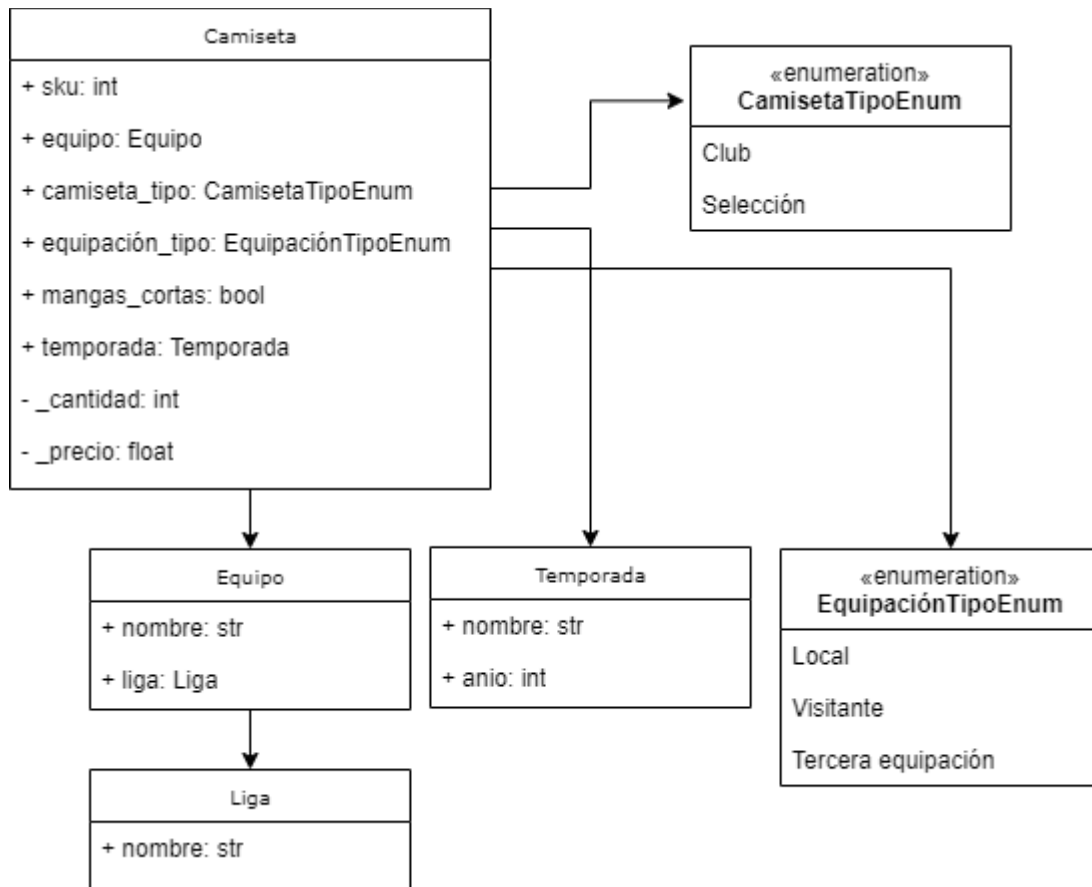 Camiseta
+ sku: int
+ equipo: Equipo
+ camiseta_tipo: CamisetaTipoEnum
+ equipación_tipo: EquipaciónTipoEnum
+ mangas_cortas: bool
+ temporada: Temporada
- _cantidad: int
- _precio: float
«enumeration»
CamisetaTipoEnum
Club
Selección
Equipo
+ nombre: str
+ liga: Liga
Temporada
+ nombre: str
+ anio: int
«enumeration»
EquipaciónTipoEnum
Local
Visitante
Tercera equipación
Liga
+ nombre: str